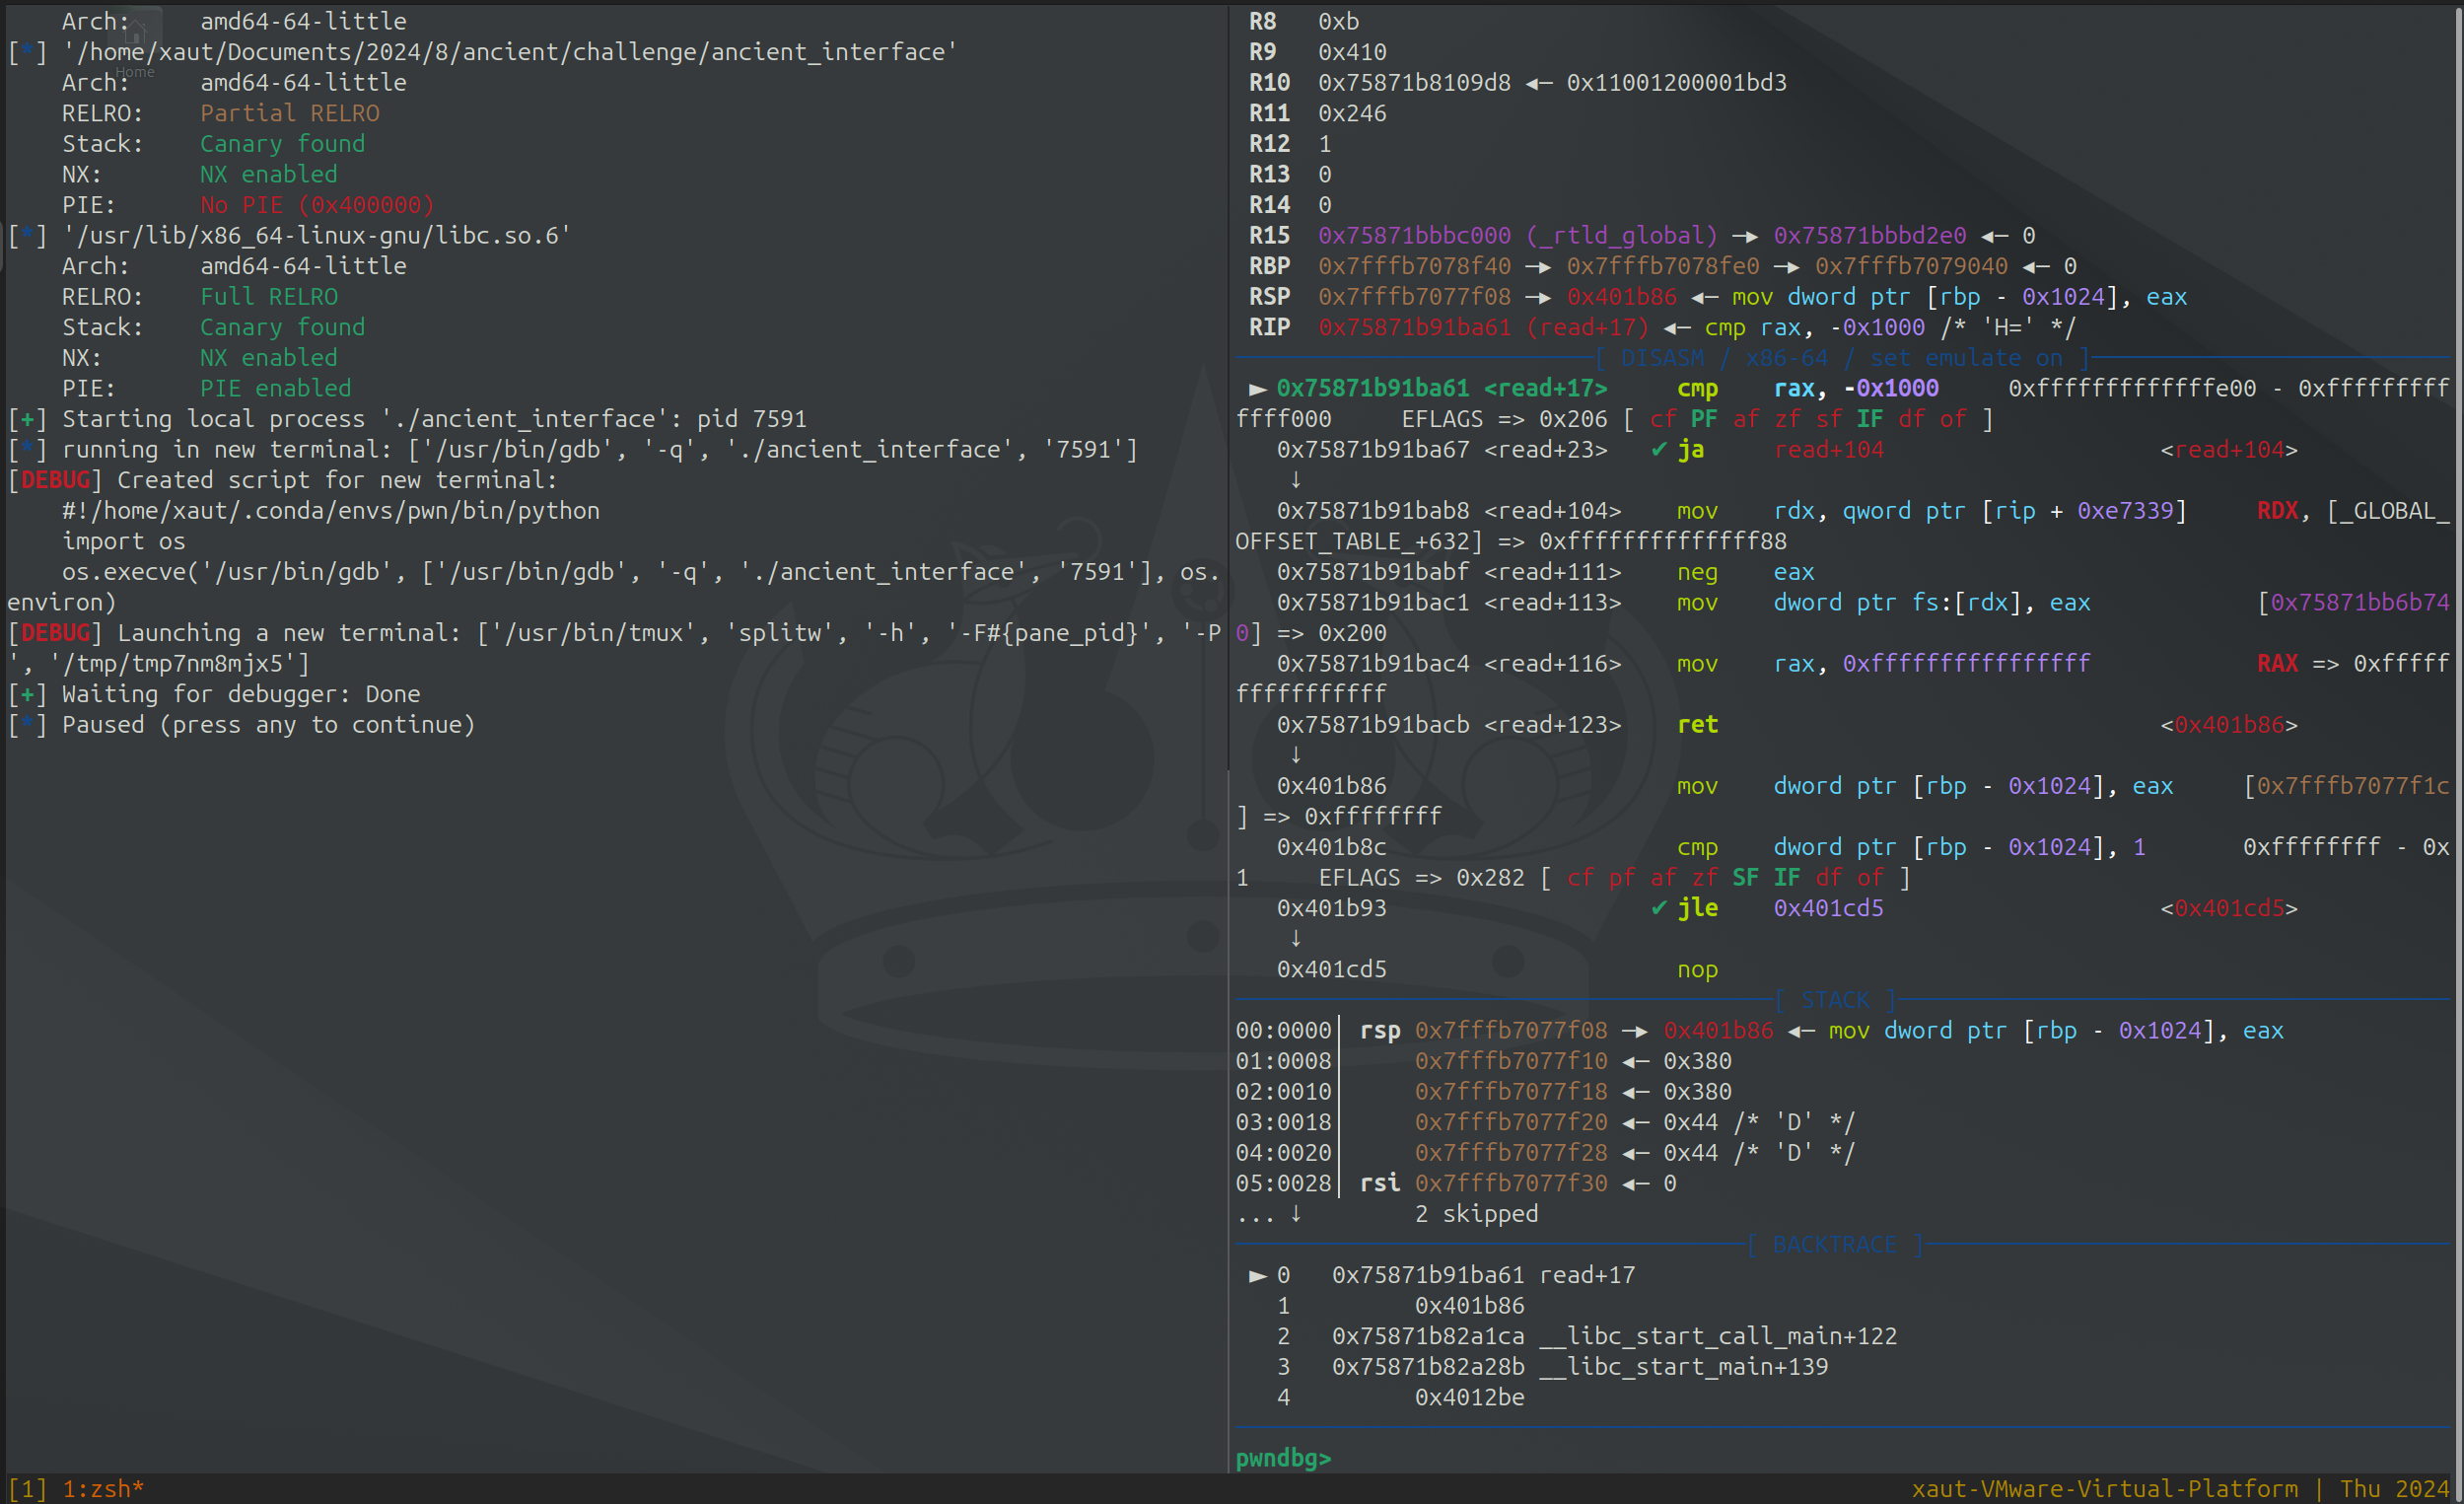 Arch:     amd64-64-little
[*] '/home/xaut/Documents/2024/8/ancient/challenge/ancient_interface'
Home
    Arch:     amd64-64-little
    RELRO:    Partial RELRO
    Stack:    Canary found
    NX:       NX enabled
    PIE:      No PIE (0x400000)
[*] '/usr/lib/x86_64-linux-gnu/libc.so.6'
    Arch:     amd64-64-little
    RELRO:    Full RELRO
    Stack:    Canary found
    NX:       NX enabled
    PIE:      PIE enabled
[+] Starting local process './ancient_interface': pid 7591
[*] running in new terminal: ['/usr/bin/gdb', '-q', './ancient_interface', '7591']
[DEBUG] Created script for new terminal:
    #!/home/xaut/.conda/envs/pwn/bin/python
    import os
    os.execve('/usr/bin/gdb', ['/usr/bin/gdb', '-q', './ancient_interface', '7591'], os.
environ)
[DEBUG] Launching a new terminal: ['/usr/bin/tmux', 'splitw', '-h', '-F#{pane_pid}', '-P
', '/tmp/tmp7nm8mjx5']
[+] Waiting for debugger: Done
[*] Paused (press any to continue)
 R8   0xb
 R9   0x410
 R10  0x75871b8109d8 ◂— 0x11001200001bd3
 R11  0x246
 R12  1
 R13  0
 R14  0
 R15  0x75871bbbc000 (_rtld_global) —▸ 0x75871bbbd2e0 ◂— 0
 RBP  0x7fffb7078f40 —▸ 0x7fffb7078fe0 —▸ 0x7fffb7079040 ◂— 0
 RSP  0x7fffb7077f08 —▸ 0x401b86 ◂— mov dword ptr [rbp - 0x1024], eax
 RIP  0x75871b91ba61 (read+17) ◂— cmp rax, -0x1000 /* 'H=' */
[ DISASM / x86-64 / set emulate on ]
 ► 0x75871b91ba61 <read+17>     cmp    rax, -0x1000     0xfffffffffffffe00 - 0xfffffffff
ffff000     EFLAGS => 0x206 [ cf PF af zf sf IF df of ]
   0x75871b91ba67 <read+23>   ✔ ja     read+104                    <read+104>
   ↓
   0x75871b91bab8 <read+104>    mov    rdx, qword ptr [rip + 0xe7339]     RDX, [_GLOBAL_
OFFSET_TABLE_+632] => 0xffffffffffffff88
   0x75871b91babf <read+111>    neg    eax
   0x75871b91bac1 <read+113>    mov    dword ptr fs:[rdx], eax            [0x75871bb6b74
0] => 0x200
   0x75871b91bac4 <read+116>    mov    rax, 0xffffffffffffffff            RAX => 0xfffff
fffffffffff
   0x75871b91bacb <read+123>    ret                                <0x401b86>
   ↓
   0x401b86                     mov    dword ptr [rbp - 0x1024], eax     [0x7fffb7077f1c
] => 0xffffffff
   0x401b8c                     cmp    dword ptr [rbp - 0x1024], 1       0xffffffff - 0x
1     EFLAGS => 0x282 [ cf pf af zf SF IF df of ]
   0x401b93                   ✔ jle    0x401cd5                    <0x401cd5>
   ↓
   0x401cd5                     nop
[ STACK ]
00:0000│ rsp 0x7fffb7077f08 —▸ 0x401b86 ◂— mov dword ptr [rbp - 0x1024], eax
01:0008│     0x7fffb7077f10 ◂— 0x380
02:0010│     0x7fffb7077f18 ◂— 0x380
03:0018│     0x7fffb7077f20 ◂— 0x44 /* 'D' */
04:0020│     0x7fffb7077f28 ◂— 0x44 /* 'D' */
05:0028│ rsi 0x7fffb7077f30 ◂— 0
... ↓        2 skipped
[ BACKTRACE ]
 ► 0   0x75871b91ba61 read+17
   1         0x401b86
   2   0x75871b82a1ca __libc_start_call_main+122
   3   0x75871b82a28b __libc_start_main+139
   4         0x4012be
pwndbg>
[1] 1:zsh*
xaut-VMware-Virtual-Platform | Thu 2024